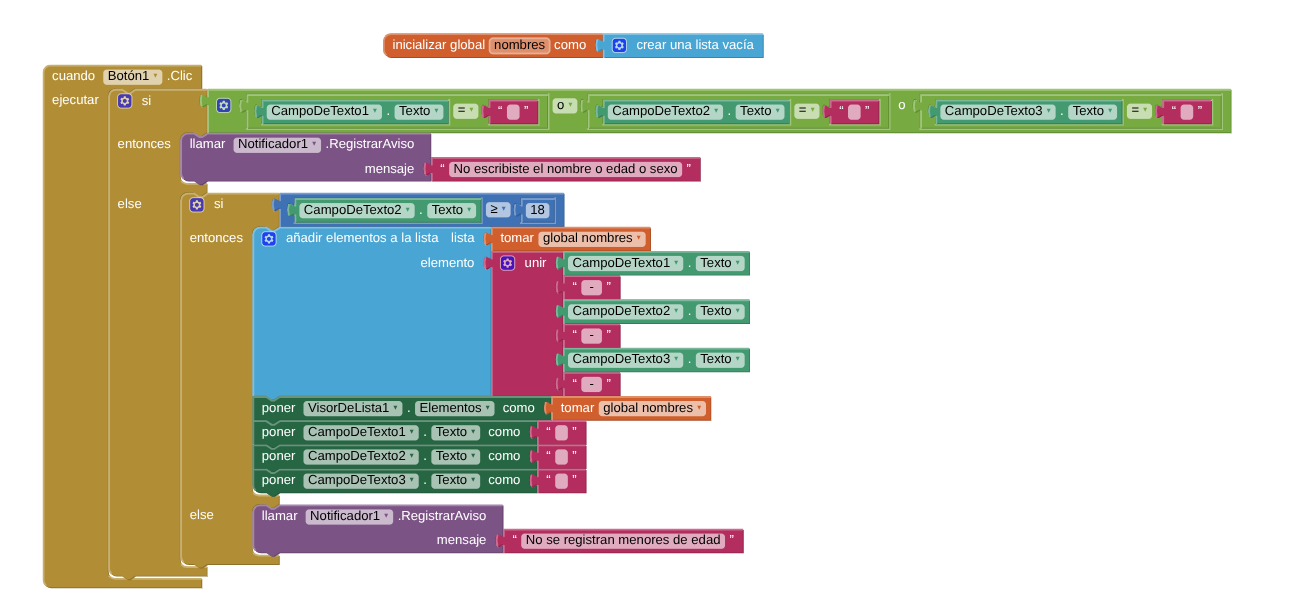 inicializar global nombres como crear una lista vacía
cuando Botón1 .Clic
ejecutar si CampoDeTexto1 . Texto = “ ” o CampoDeTexto2 . Texto = “ ” o CampoDeTexto3 . Texto = “ ”
entonces llamar Notificador1 .RegistrarAviso
mensaje “ No escribiste el nombre o edad o sexo ”
else si CampoDeTexto2 . Texto ≥ 18
entonces añadir elementos a la lista lista tomar global nombres
elemento unir CampoDeTexto1 . Texto
“ - ”
CampoDeTexto2 . Texto
“ - ”
CampoDeTexto3 . Texto
“ - ”
poner VisorDeLista1 . Elementos como tomar global nombres
poner CampoDeTexto1 . Texto como “ ”
poner CampoDeTexto2 . Texto como “ ”
poner CampoDeTexto3 . Texto como “ ”
else llamar Notificador1 .RegistrarAviso
mensaje “ No se registran menores de edad ”